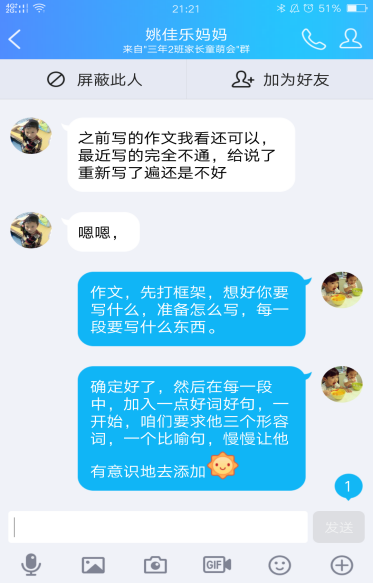 21:21
51%
姚佳乐妈妈
来自"三年2班家长童萌会"群
屏蔽此人
加为好友
之前写的作文我看还可以，
最近写的完全不通，给说了
重新写了遍还是不好
嗯嗯，
作文，先打框架，想好你要
写什么，准备怎么写，每一
段要写什么东西。
确定好了，然后在每一段
中，加入一点好词好句，一
开始，咱们要求他三个形容
词，一个比喻句，慢慢让他
有意识地去添加
1
发送
GIF